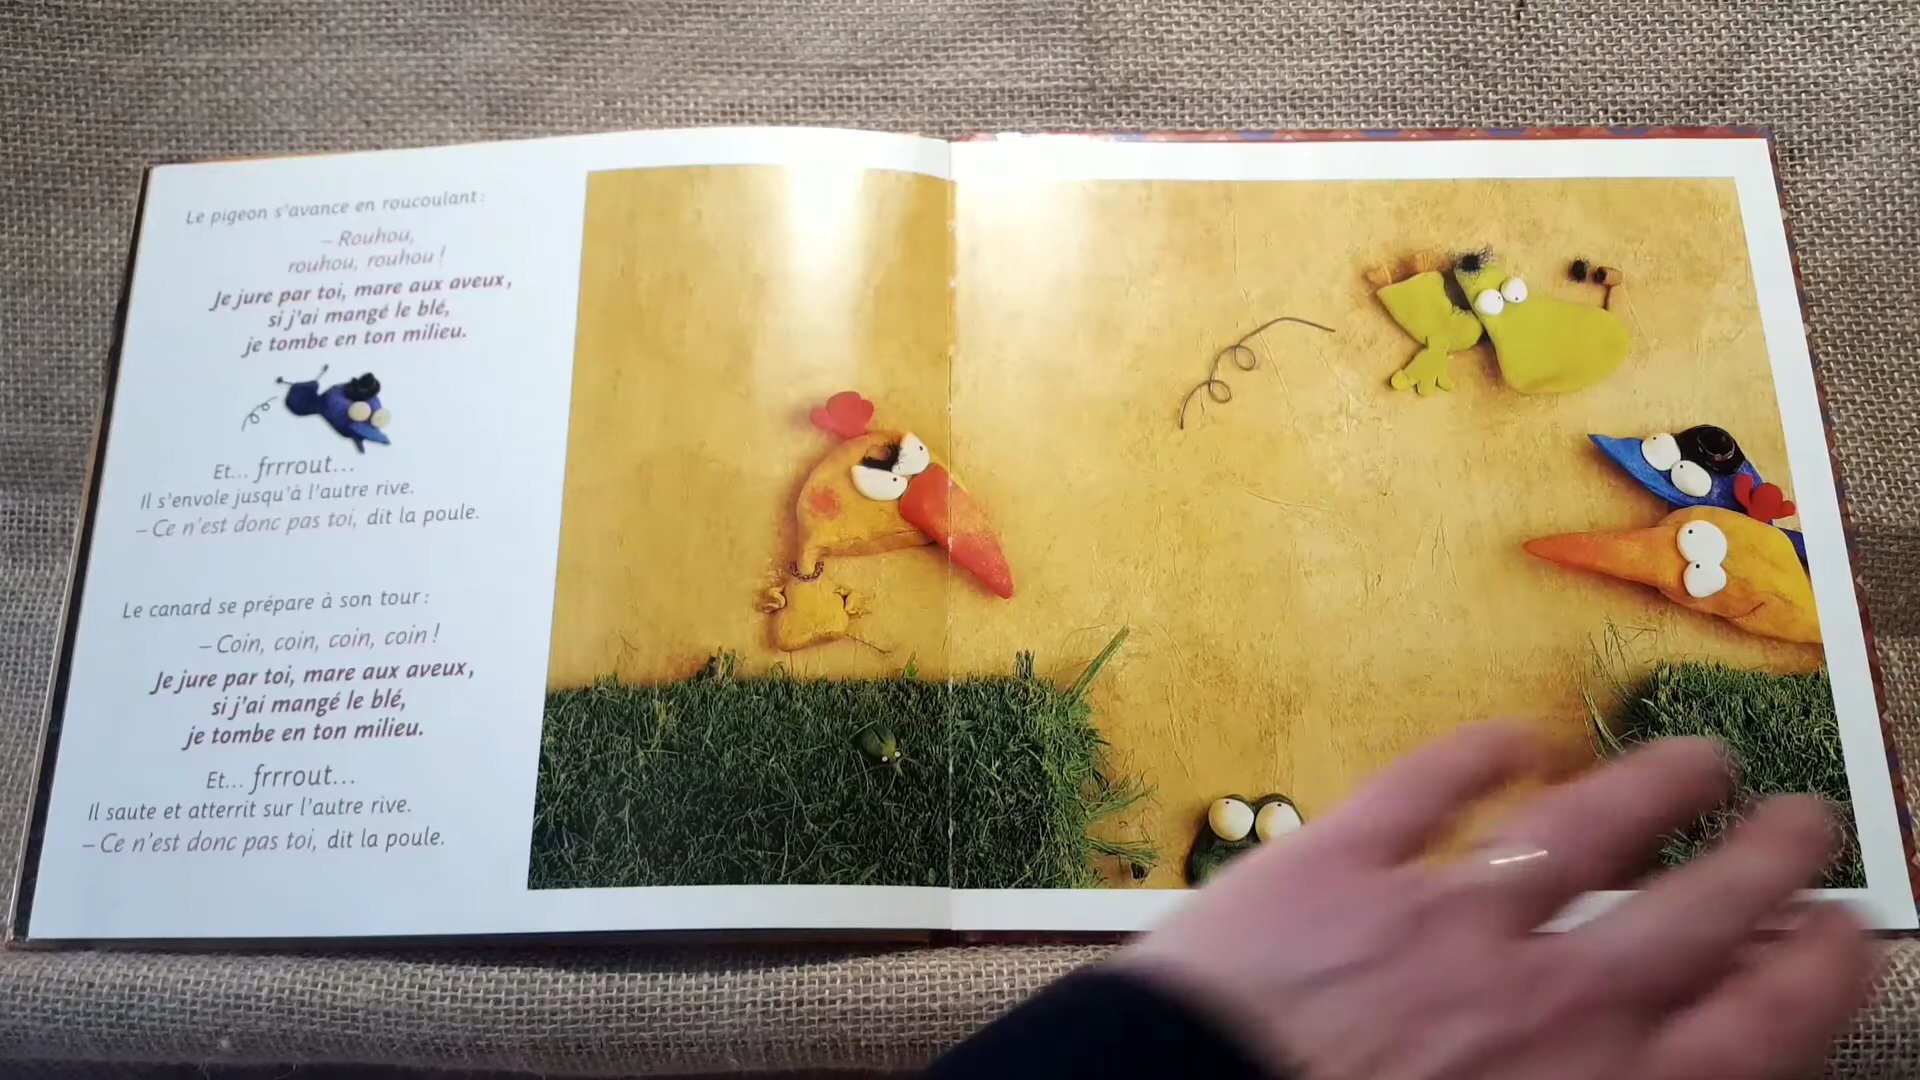 Le pigeon s'avance en roucoulant :
– Rouhou,
rouhou, rouhou !
Je jure par toi, mare aux aveux,
si j'ai mangé le blé,
je tombe en ton milieu.
Et... frrrout...
Il s'envole jusqu'à l'autre rive.
– Ce n'est donc pas toi, dit la poule.
Le canard se prépare à son tour :
– Coin, coin, coin, coin !
Je jure par toi, mare aux aveux,
si j'ai mangé le blé,
je tombe en ton milieu.
Et... frrrout...
Il saute et atterrit sur l'autre rive.
– Ce n'est donc pas toi, dit la poule.